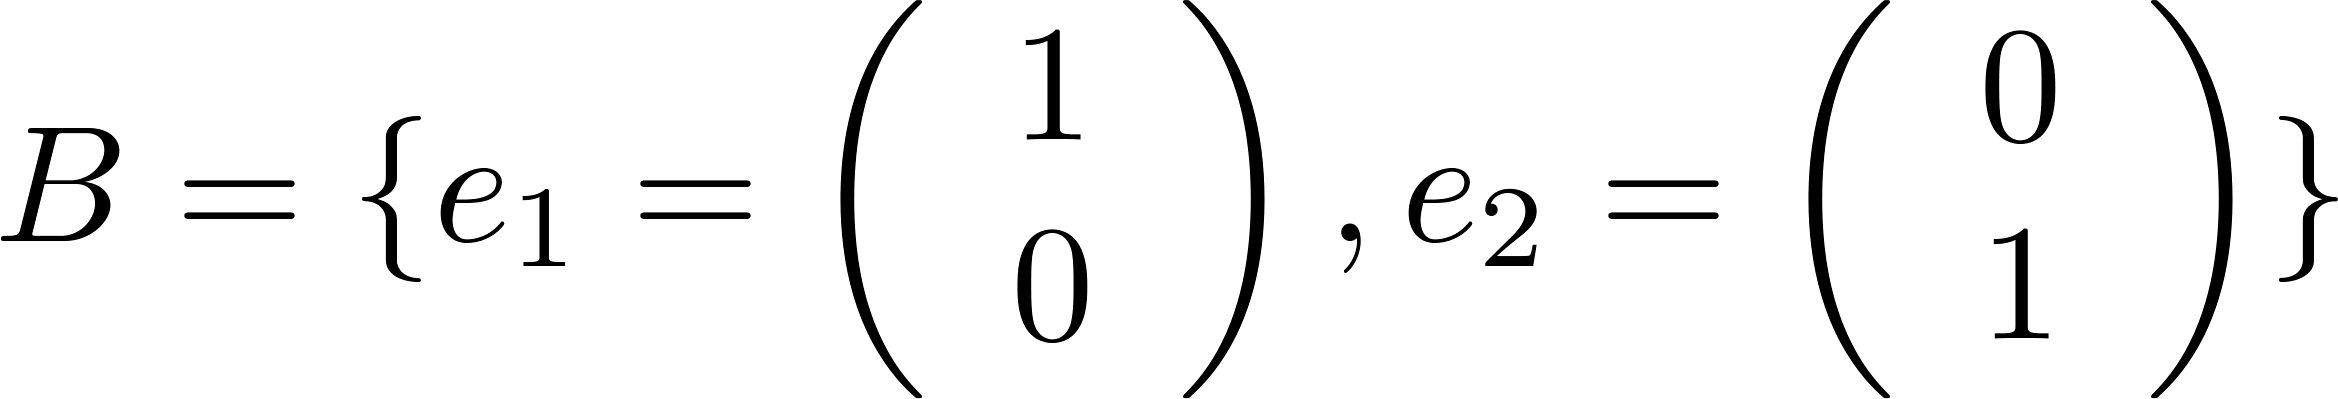 B = {e₁ = ( 1 0 ) , e₂ = ( 0 1 )}